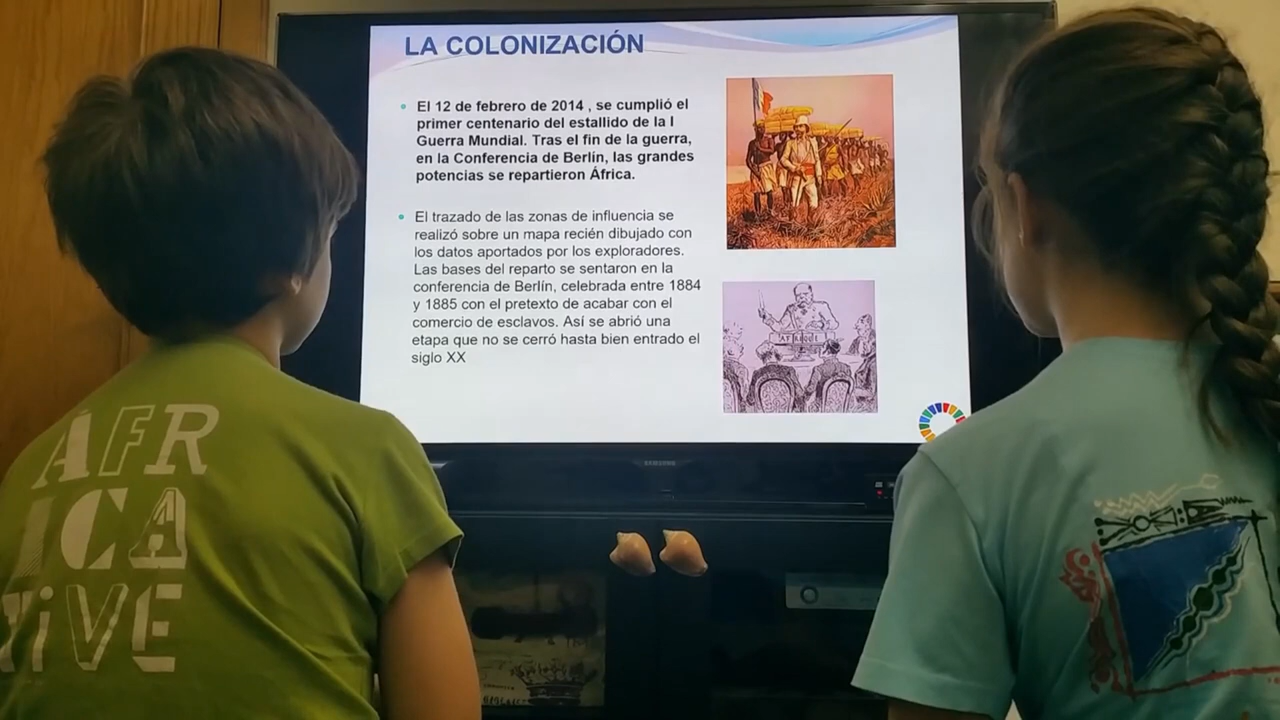 LA COLONIZACIÓN
El 12 de febrero de 2014 , se cumplió el
primer centenario del estallido de la I
Guerra Mundial. Tras el fin de la guerra,
en la Conferencia de Berlín, las grandes
potencias se repartieron África.
El trazado de las zonas de influencia se
realizó sobre un mapa recién dibujado con
los datos aportados por los exploradores.
Las bases del reparto se sentaron en la
conferencia de Berlín, celebrada entre 1884
y 1885 con el pretexto de acabar con el
comercio de esclavos. Así se abrió una
etapa que no se cerró hasta bien entrado el
siglo XX
SAMSUNG
ÁFR
ICA
TiVE